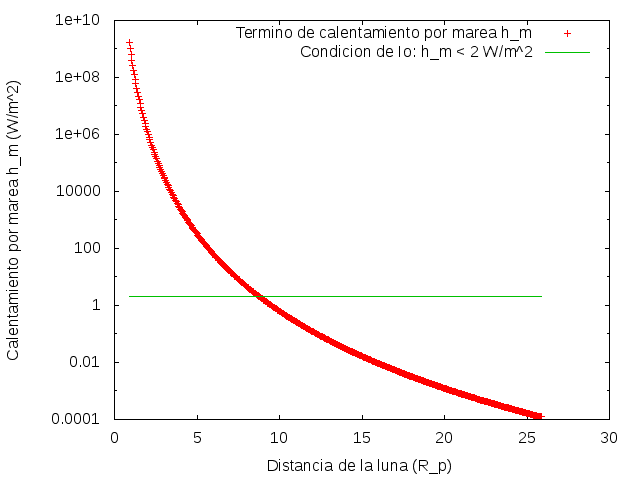 Termino de calentamiento por marea h_m
Condicion de Io: h_m < 2 W/m^2
1e+10
1e+08
1e+06
10000
100
1
0.01
0.0001
Calentamiento por marea h_m (W/m^2)
0 5 10 15 20 25 30
Distancia de la luna (R_p)